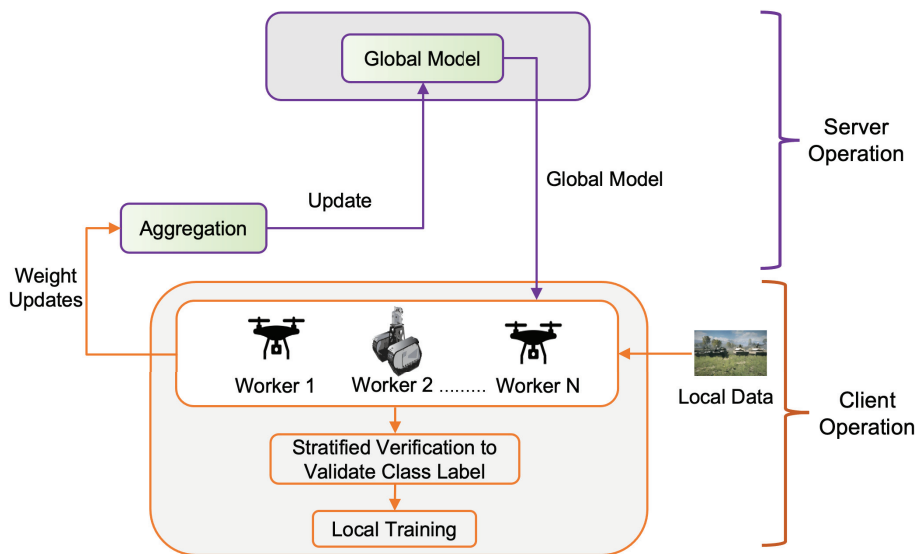 Global Model
Server
Operation
Global Model
Update
Aggregation
Weight
Updates
Worker 1
Worker 2 .........
Worker N
Local Data
Client
Operation
Stratified Verification to
Validate Class Label
Local Training